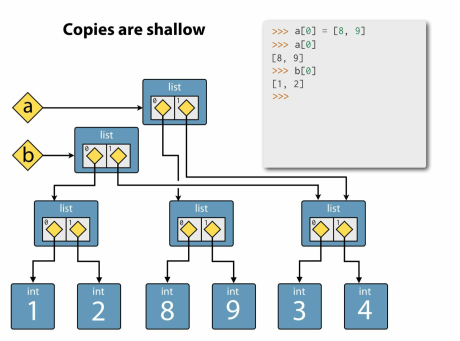 Copies are shallow
>>> a[0] = [8, 9]
>>> a[0]
[8, 9]
>>> b[0]
[1, 2]
>>>
a
list
0 1
b
list
0 1
list
0 1
list
0 1
list
0 1
int
1
int
2
int
8
int
9
int
3
int
4